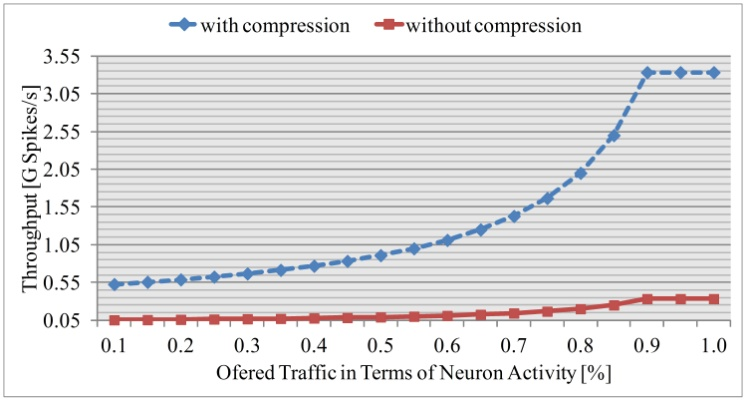 with compression without compression
3.55
3.05
2.55
2.05
1.55
1.05
0.55
0.05
Throughput [G Spikes/s]
0.1 0.2 0.3 0.4 0.5 0.6 0.7 0.8 0.9 1.0
Ofered Traffic in Terms of Neuron Activity [%]